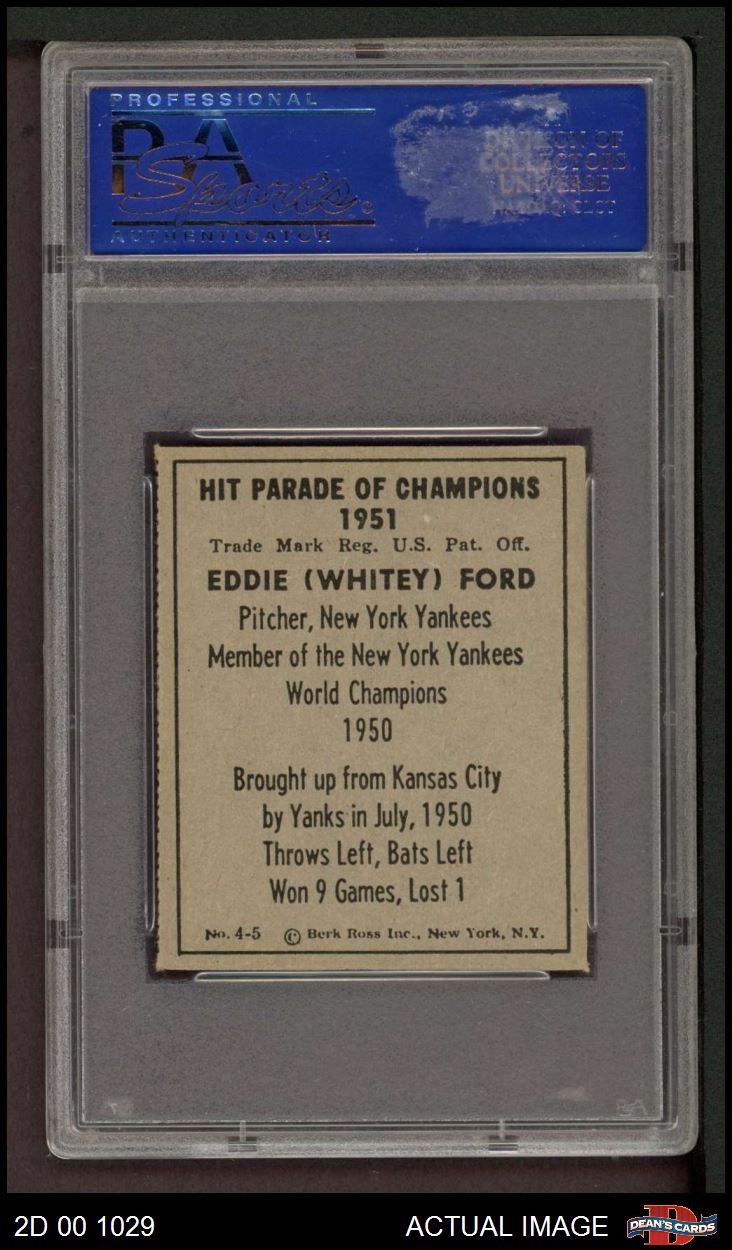 PROFESSIONAL
PSA
Sports
AUTHENTICATOR
DIVISION OF
COLLECTORS
UNIVERSE
NASDAQ: CLCT
HIT PARADE OF CHAMPIONS
1951
Trade Mark Reg. U.S. Pat. Off.
EDDIE (WHITEY) FORD
Pitcher, New York Yankees
Member of the New York Yankees
World Champions
1950
Brought up from Kansas City
by Yanks in July, 1950
Throws Left, Bats Left
Won 9 Games, Lost 1
No. 4-5 © Berk Ross Inc., New York, N.Y.
PSA
2D 00 1029 ACTUAL IMAGE DEAN'S CARDS